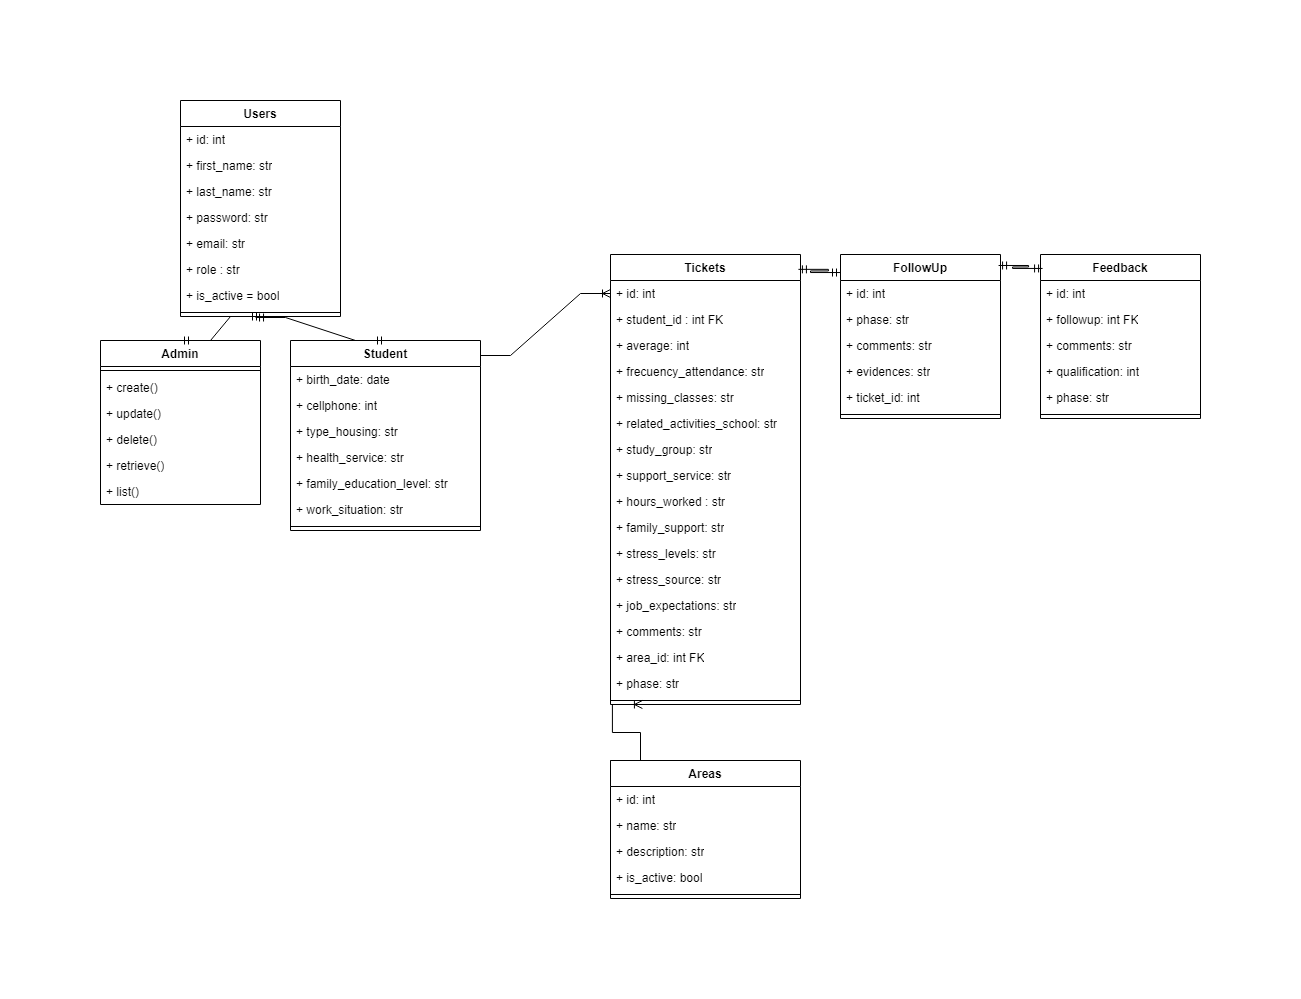 Users
+ id: int
+ first_name: str
+ last_name: str
+ password: str
+ email: str
+ role : str
+ is_active = bool
Admin
+ create()
+ update()
+ delete()
+ retrieve()
+ list()
Student
+ birth_date: date
+ cellphone: int
+ type_housing: str
+ health_service: str
+ family_education_level: str
+ work_situation: str
Tickets
+ id: int
+ student_id : int FK
+ average: int
+ frecuency_attendance: str
+ missing_classes: str
+ related_activities_school: str
+ study_group: str
+ support_service: str
+ hours_worked : str
+ family_support: str
+ stress_levels: str
+ stress_source: str
+ job_expectations: str
+ comments: str
+ area_id: int FK
+ phase: str
FollowUp
+ id: int
+ phase: str
+ comments: str
+ evidences: str
+ ticket_id: int
Feedback
+ id: int
+ followup: int FK
+ comments: str
+ qualification: int
+ phase: str
Areas
+ id: int
+ name: str
+ description: str
+ is_active: bool